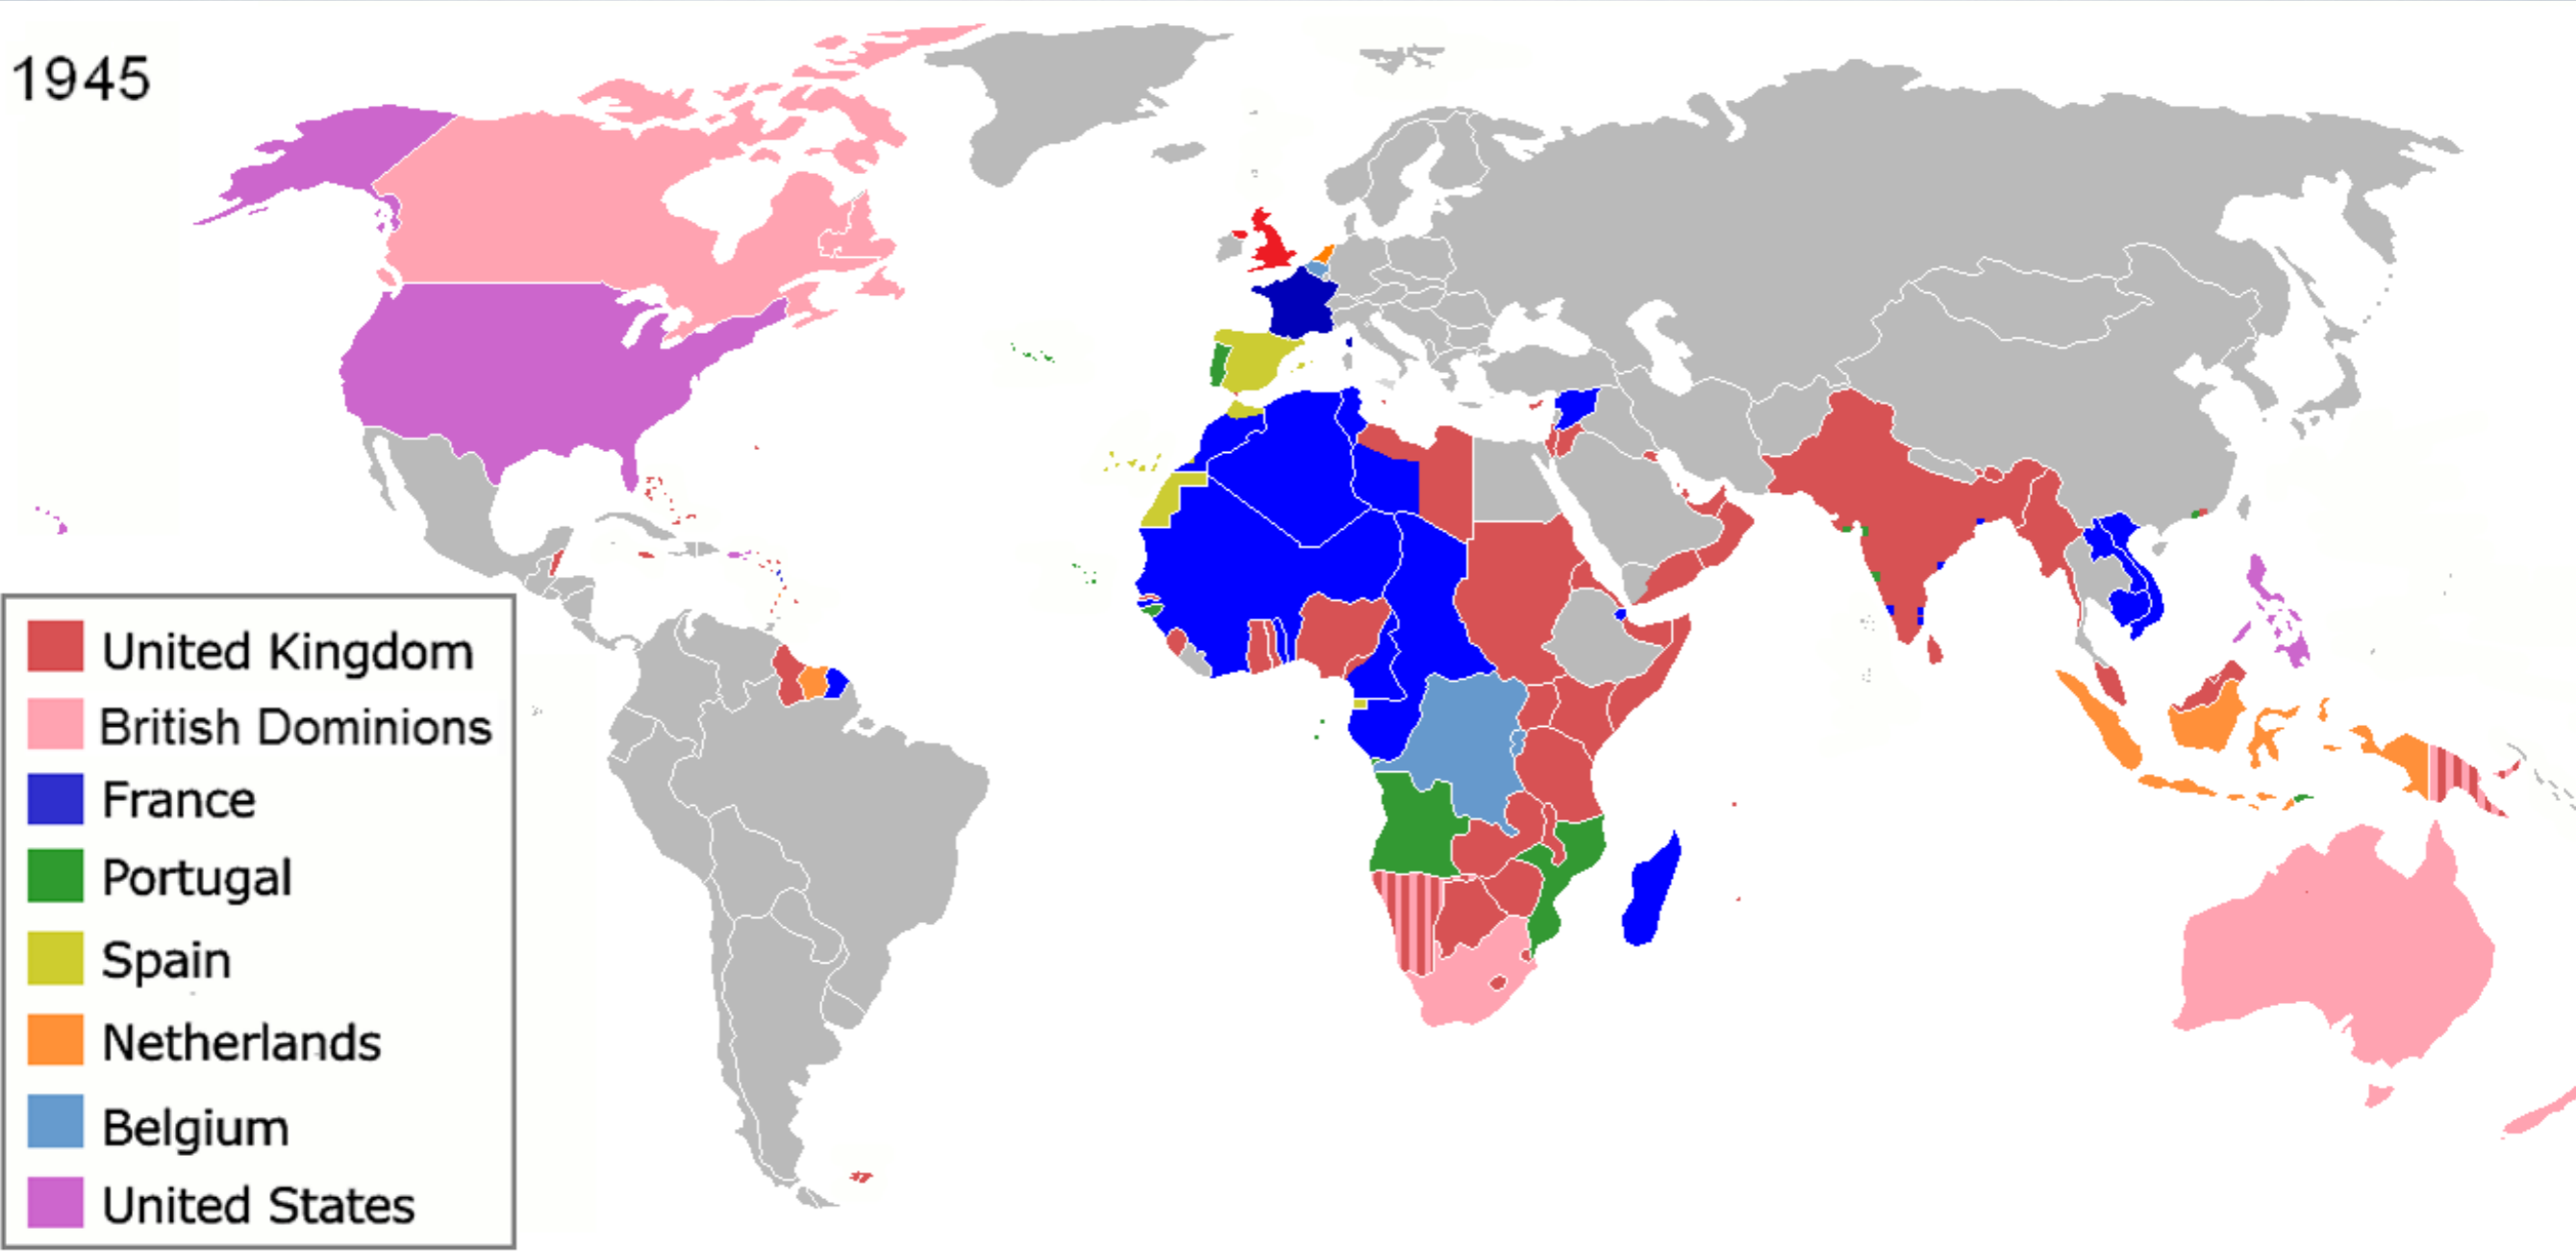 1945
United Kingdom
British Dominions
France
Portugal
Spain
Netherlands
Belgium
United States